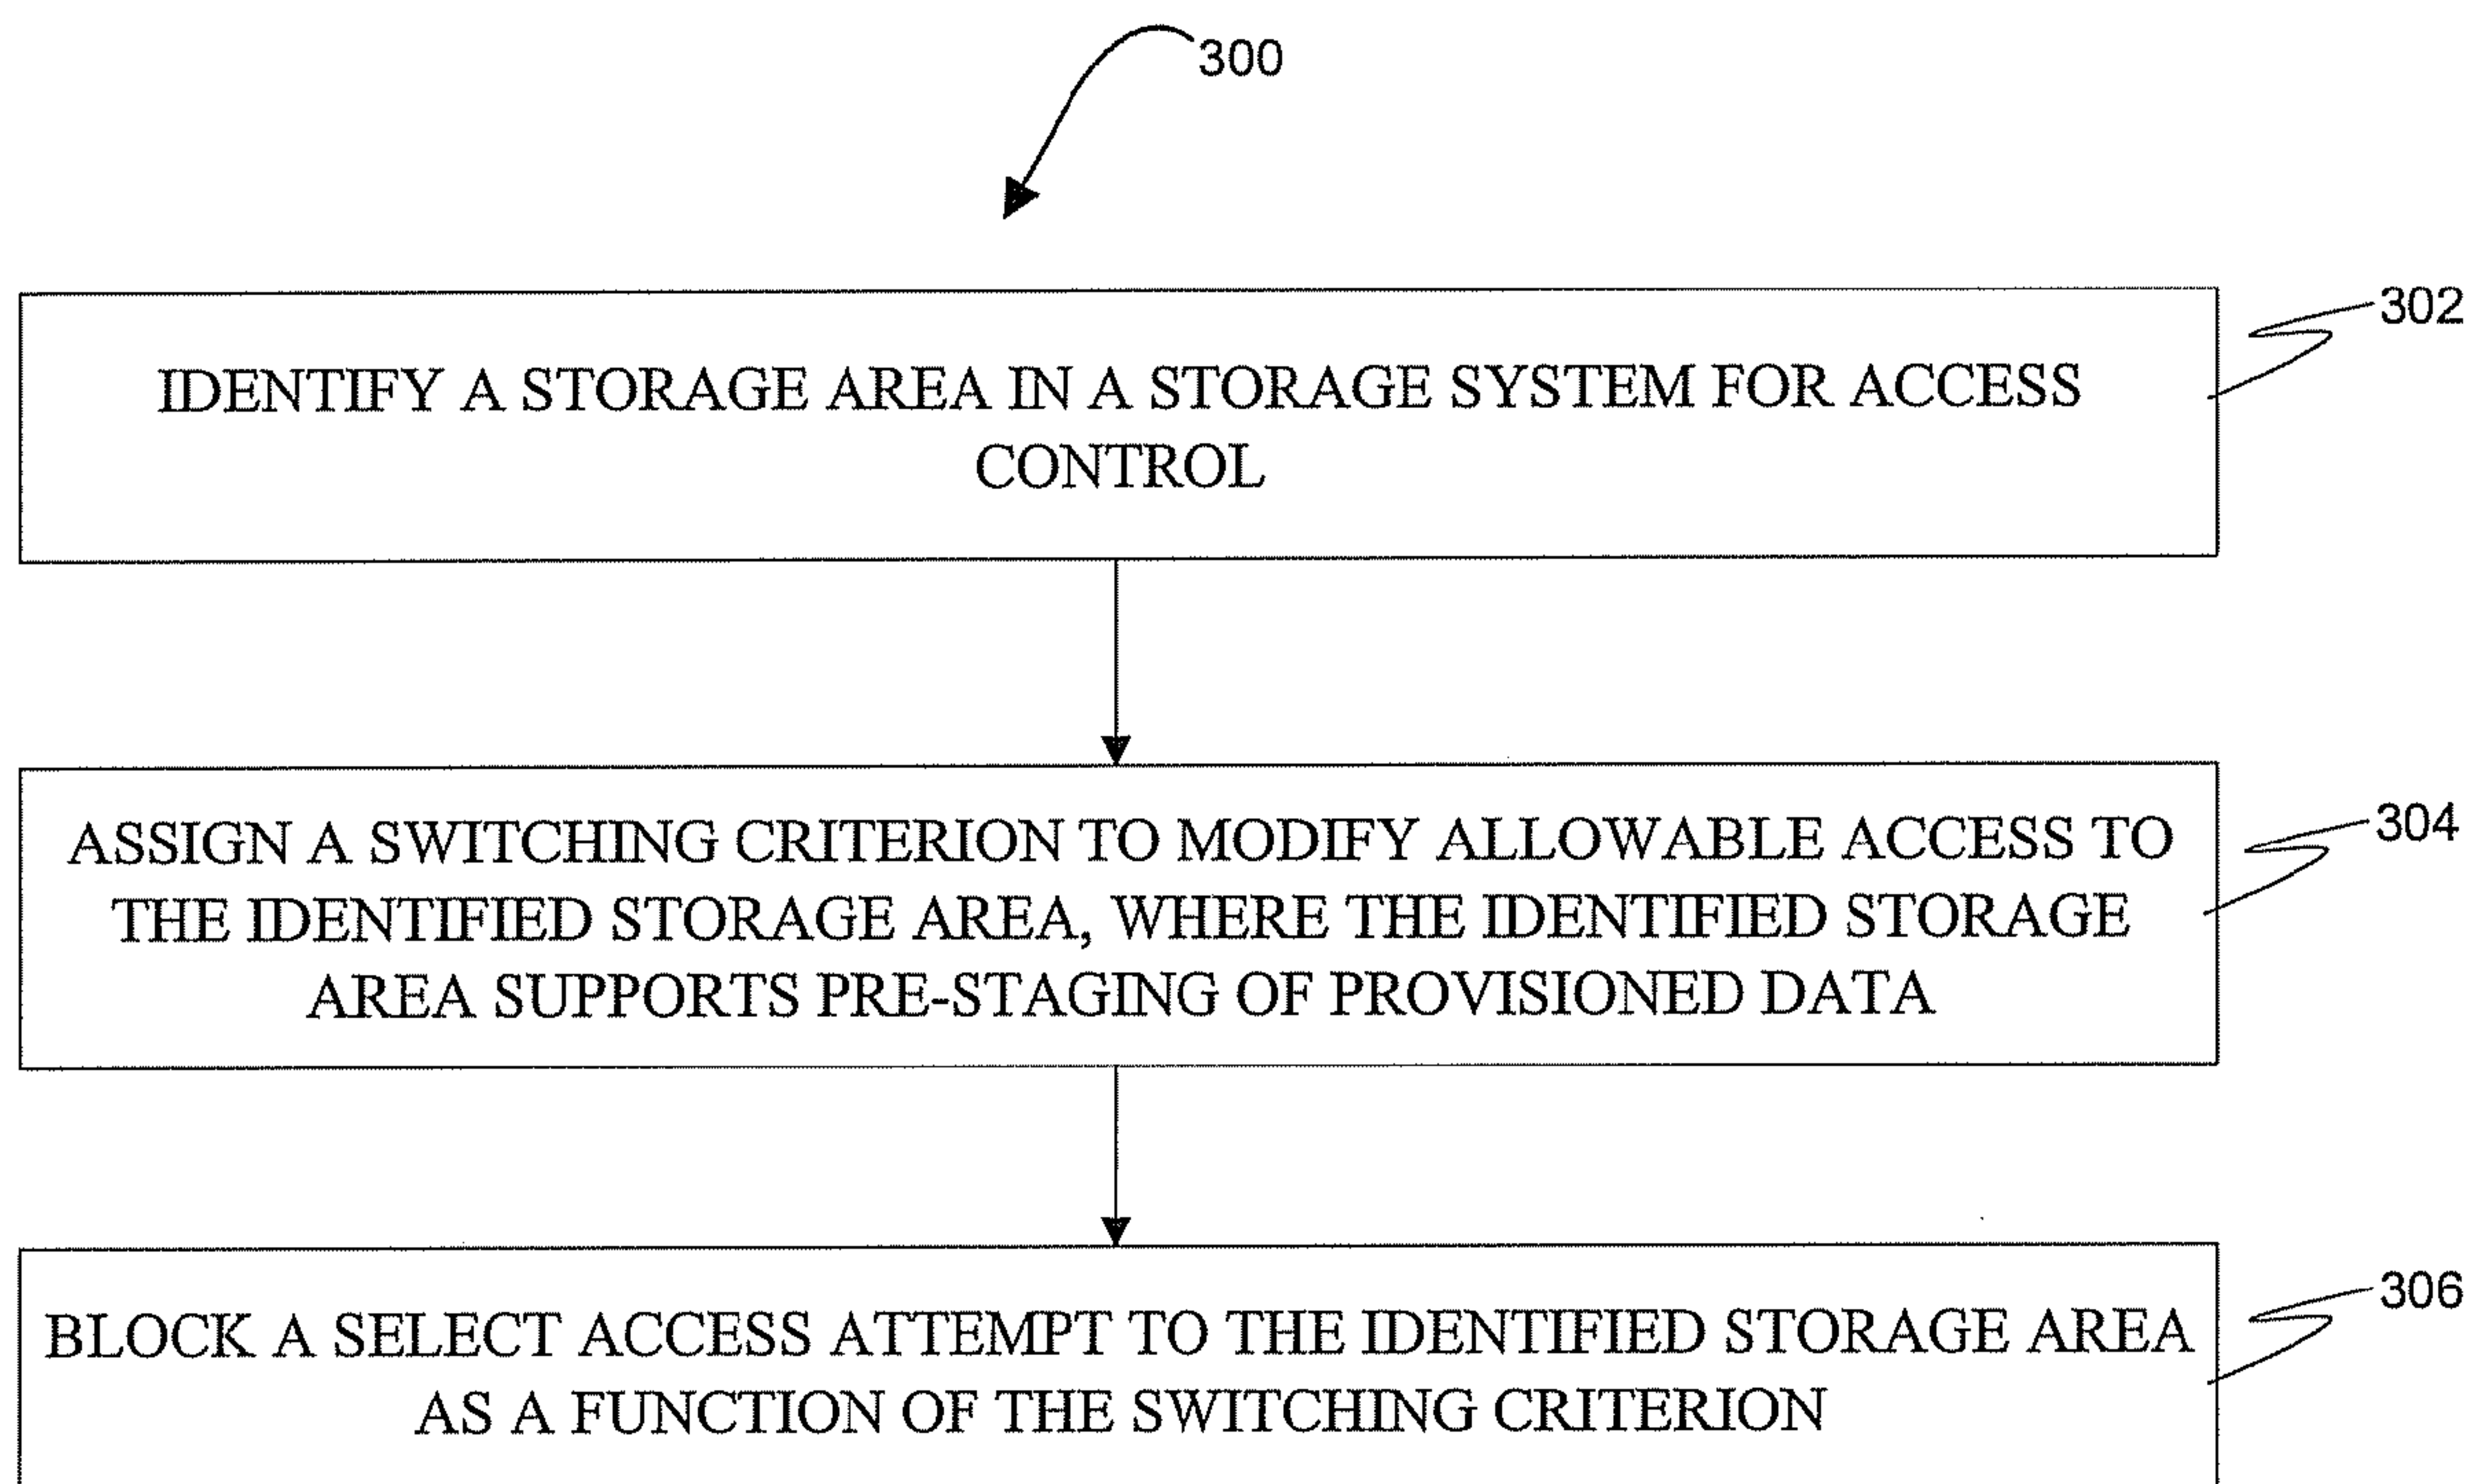 300
302
IDENTIFY A STORAGE AREA IN A STORAGE SYSTEM FOR ACCESS
CONTROL
304
ASSIGN A SWITCHING CRITERION TO MODIFY ALLOWABLE ACCESS TO
THE IDENTIFIED STORAGE AREA, WHERE THE IDENTIFIED STORAGE
AREA SUPPORTS PRE-STAGING OF PROVISIONED DATA
306
BLOCK A SELECT ACCESS ATTEMPT TO THE IDENTIFIED STORAGE AREA
AS A FUNCTION OF THE SWITCHING CRITERION